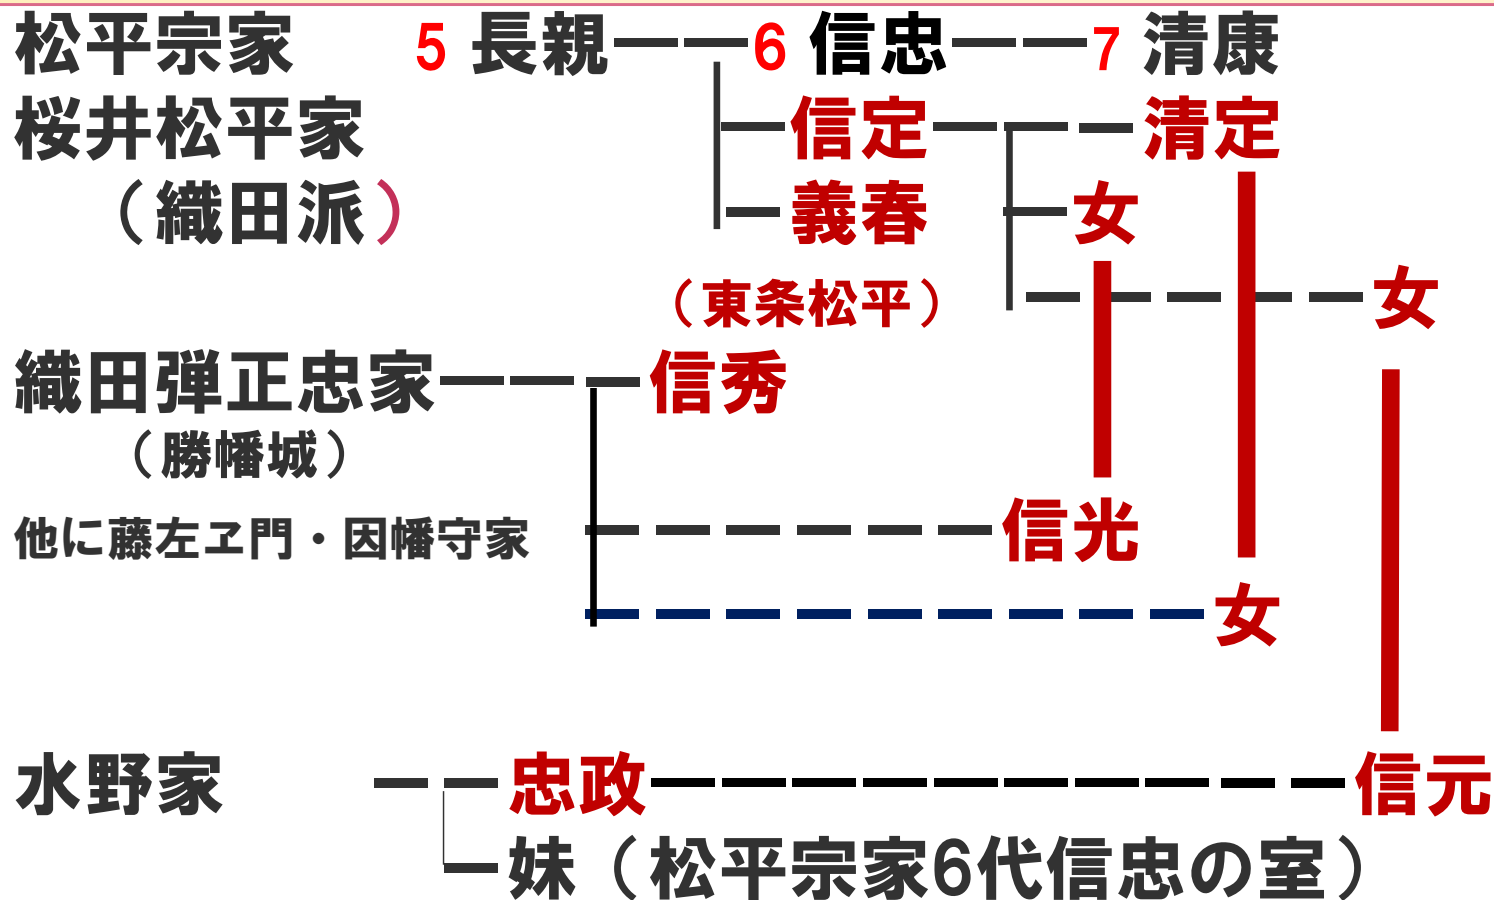 松平宗家 5 長親――6 信忠――7 清康
桜井松平家 ―信定――清定
（織田派） ―義春 ―女
（東条松平） ―――――女
織田弾正忠家―――信秀
（勝幡城）
他に藤左ヱ門・因幡守家 ――――――信光
―――――――――女
水野家 ――忠政――――――――――信元
―妹（松平宗家6代信忠の室）